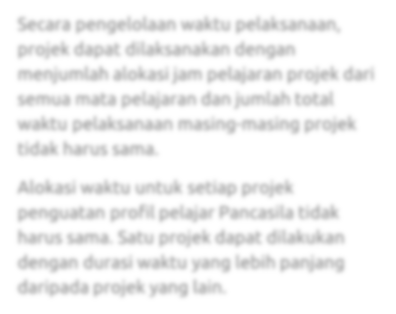 Secara pengelolaan waktu pelaksanaan,
projek dapat dilaksanakan dengan
menjumlah alokasi jam pelajaran projek dari
semua mata pelajaran dan jumlah total
waktu pelaksanaan masing-masing projek
tidak harus sama.
Alokasi waktu untuk setiap projek
penguatan profil pelajar Pancasila tidak
harus sama. Satu projek dapat dilakukan
dengan durasi waktu yang lebih panjang
daripada projek yang lain.